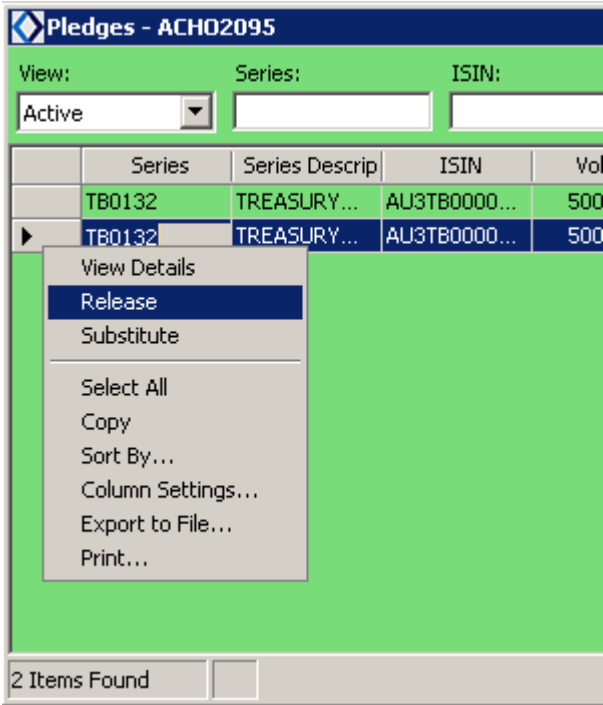 Pledges - ACHO2095
View: Series: ISIN:
Active
Series Series Descrip ISIN Vol
TB0132 TREASURY... AU3TB0000... 500
TB0132 TREASURY... AU3TB0000... 500
View Details
Release
Substitute
Select All
Copy
Sort By...
Column Settings...
Export to File...
Print...
2 Items Found